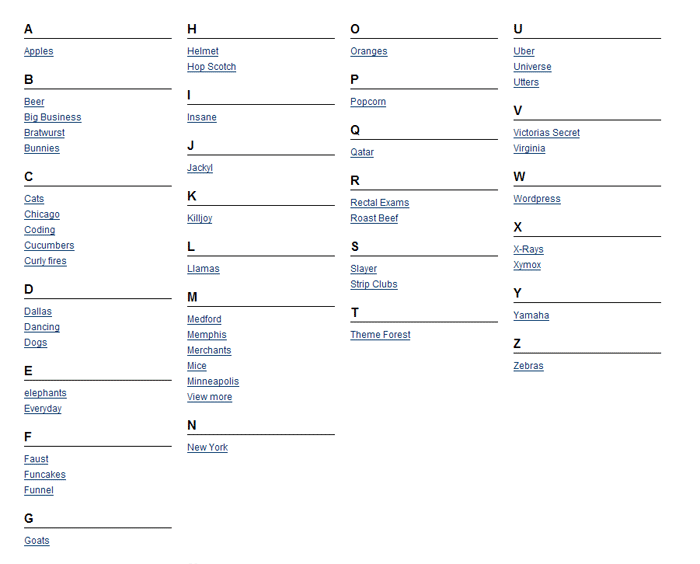 A
Apples
B
Beer
Big Business
Bratwurst
Bunnies
C
Cats
Chicago
Coding
Cucumbers
Curly fires
D
Dallas
Dancing
Dogs
E
elephants
Everyday
F
Faust
Funcakes
Funnel
G
Goats
H
Helmet
Hop Scotch
I
Insane
J
Jackyl
K
Killjoy
L
Llamas
M
Medford
Memphis
Merchants
Mice
Minneapolis
View more
N
New York
O
Oranges
P
Popcorn
Q
Qatar
R
Rectal Exams
Roast Beef
S
Slayer
Strip Clubs
T
Theme Forest
U
Uber
Universe
Utters
V
Victorias Secret
Virginia
W
Wordpress
X
X-Rays
Xymox
Y
Yamaha
Z
Zebras